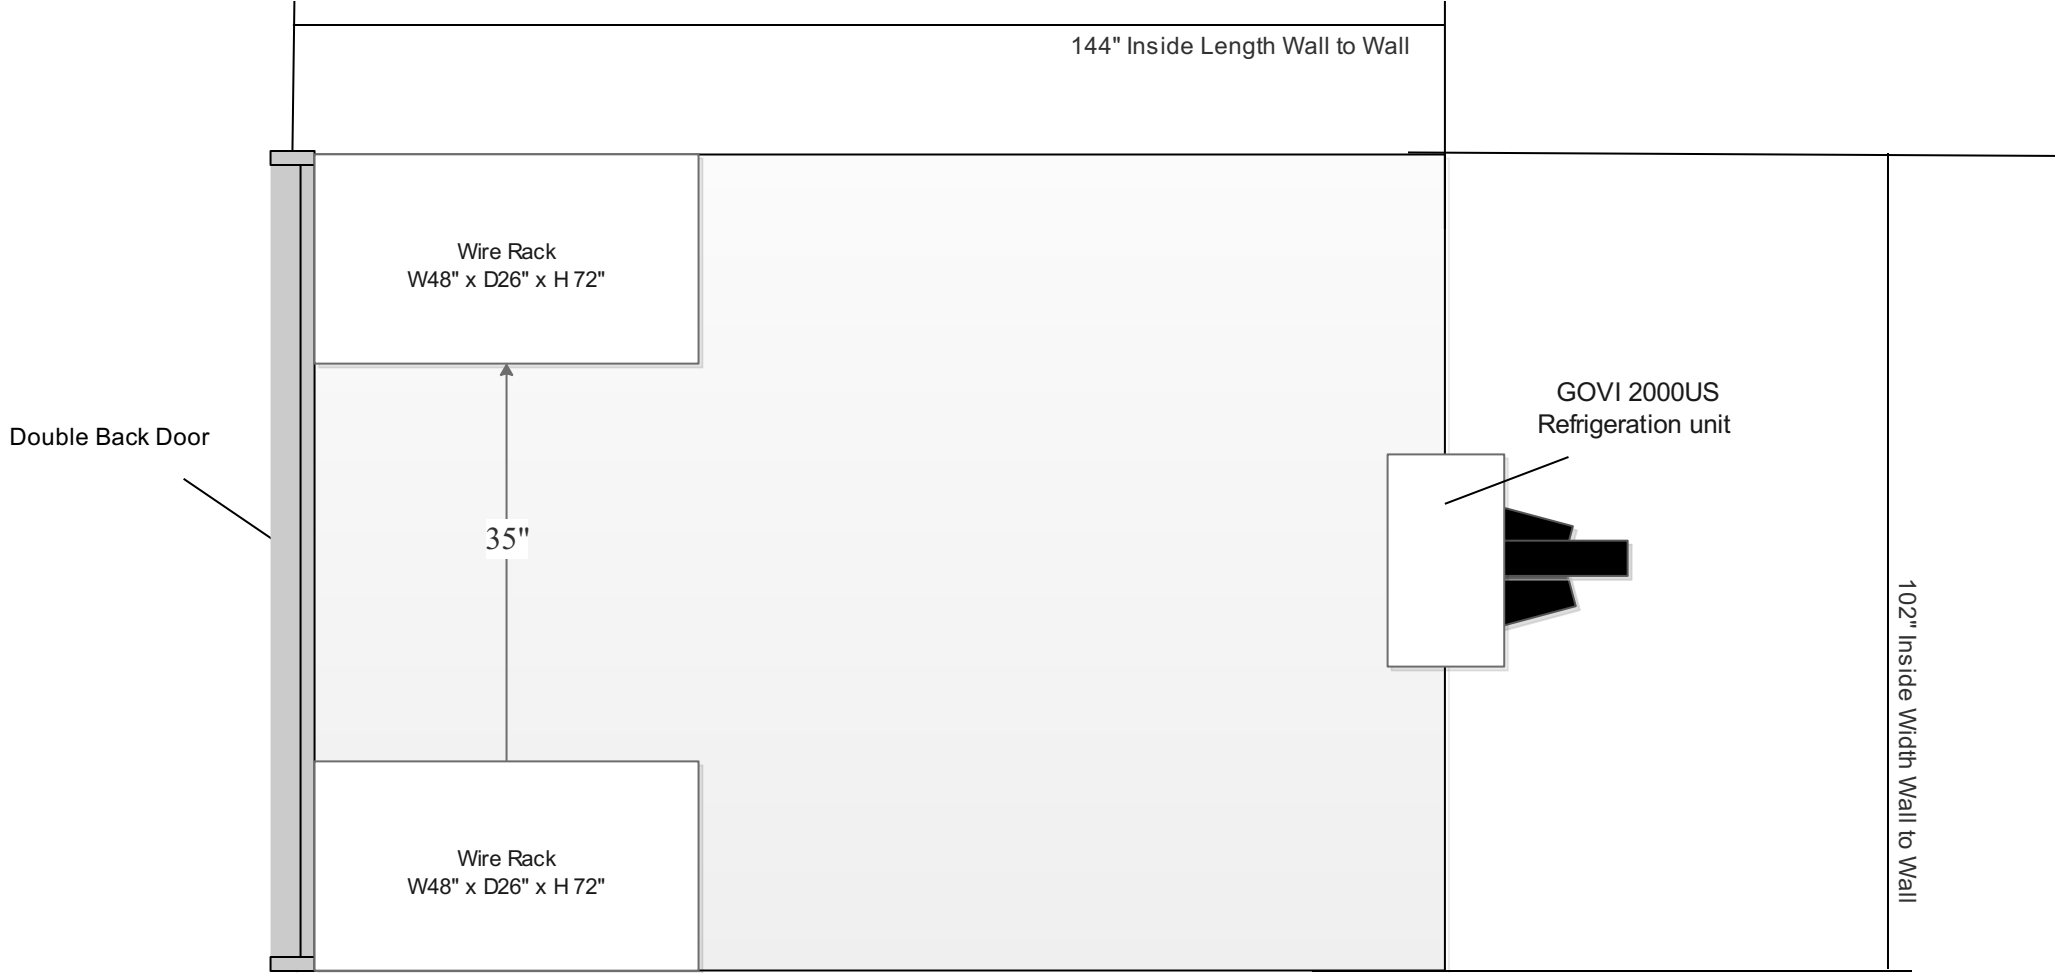 144" Inside Length Wall to Wall
Wire Rack
W48" x D26" x H 72"
GOVI 2000US
Refrigeration unit
Double Back Door
35"
102" Inside Width Wall to Wall
Wire Rack
W48" x D26" x H 72"